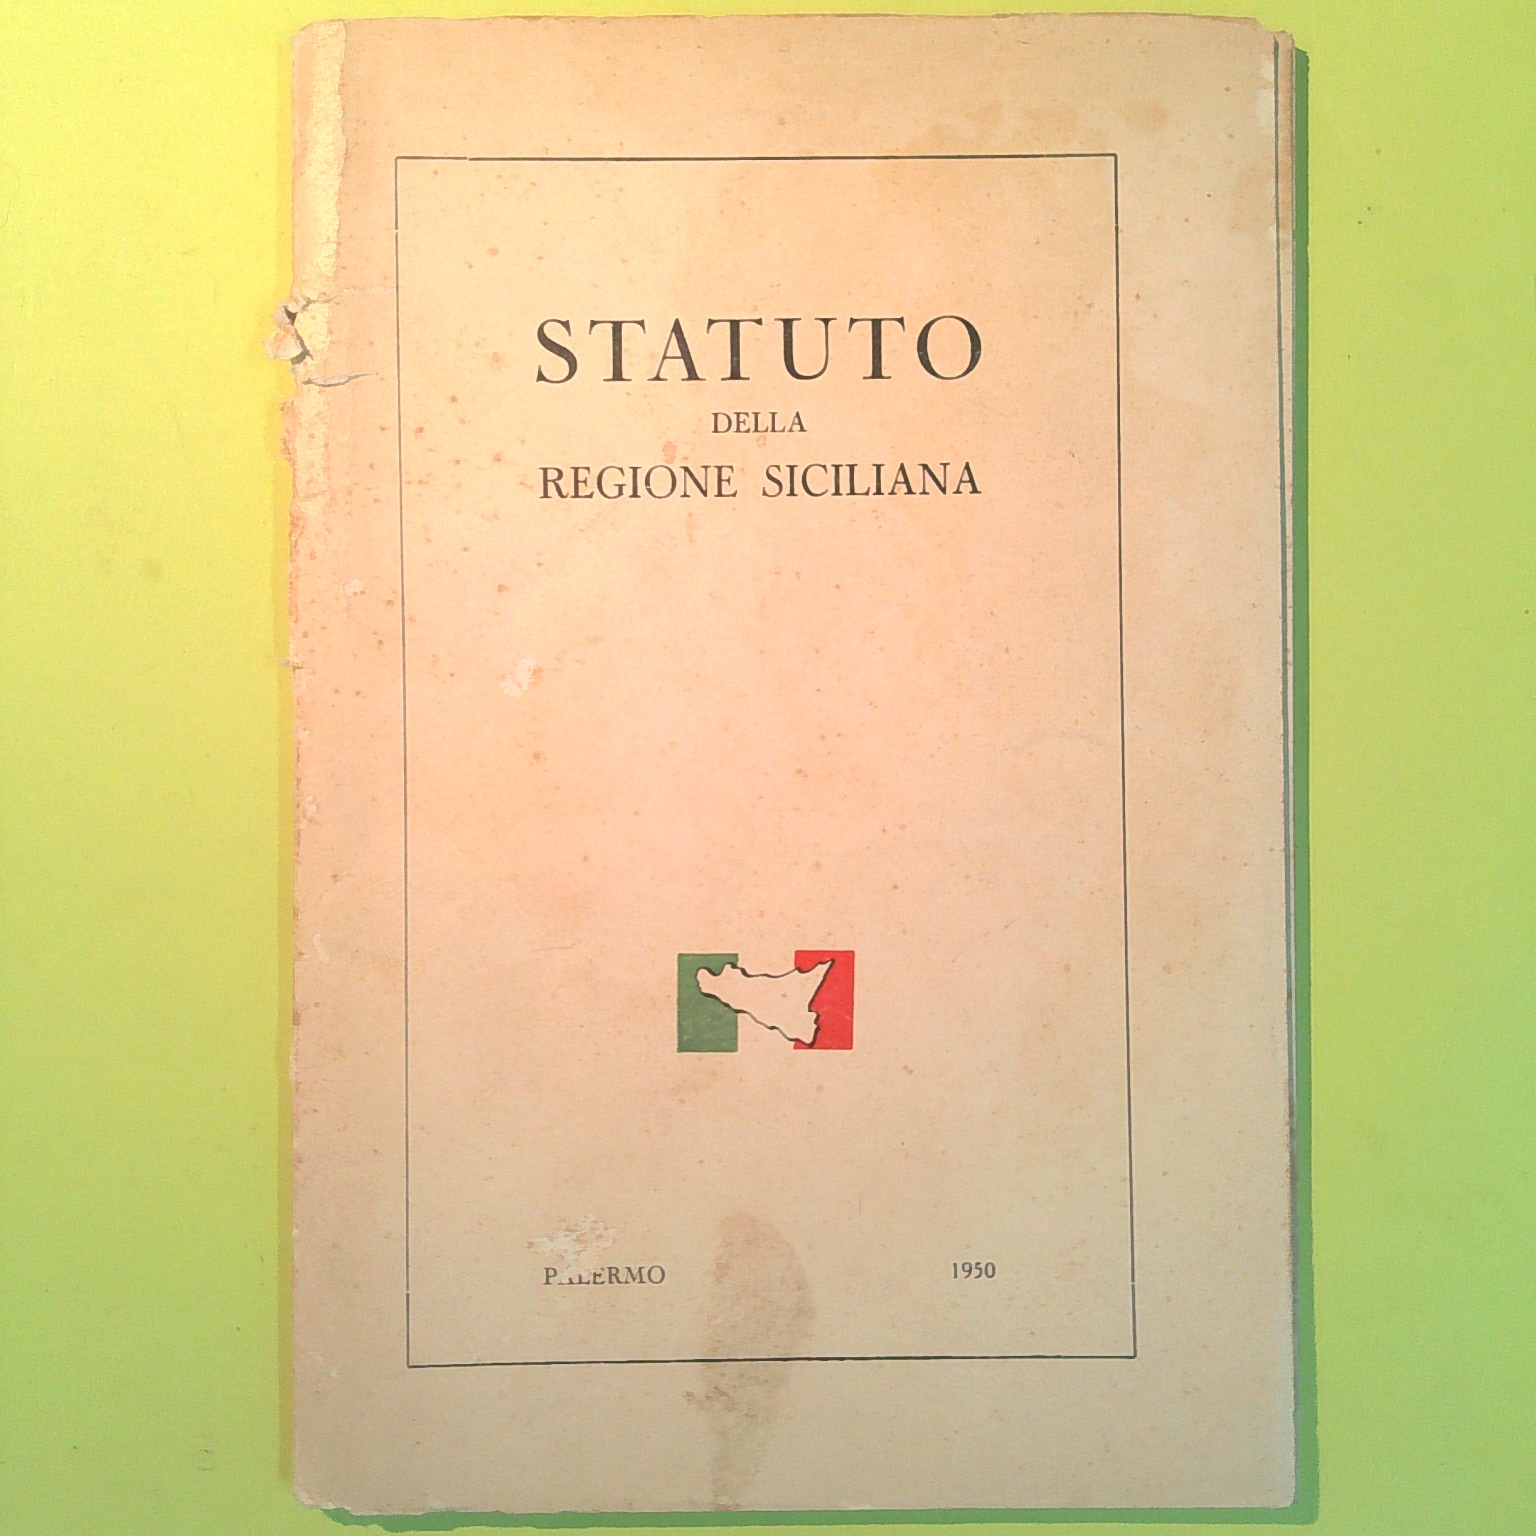 STATUTO
DELLA
REGIONE SICILIANA
PALERMO 1950